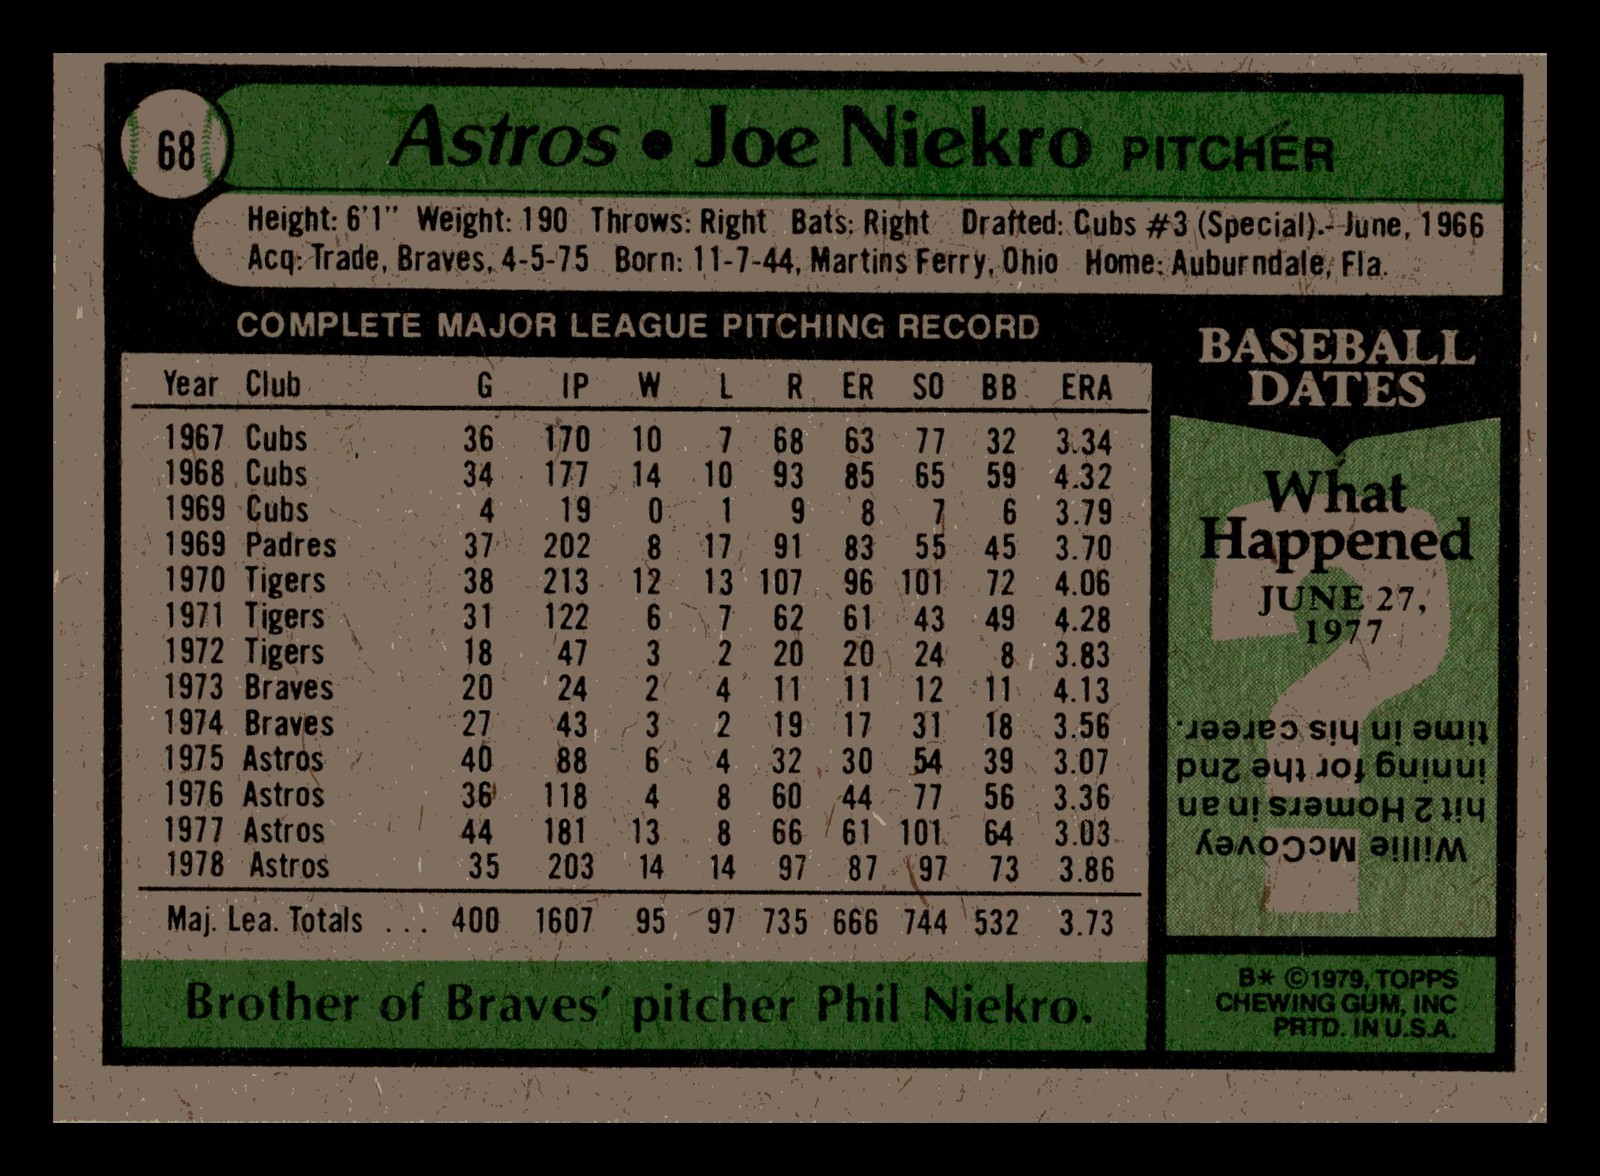 68
Astros • Joe Niekro PITCHER
Height: 6'1" Weight: 190 Throws: Right Bats: Right Drafted: Cubs #3 (Special).- June, 1966
Acq: Trade, Braves, 4-5-75 Born: 11-7-44, Martins Ferry, Ohio Home: Auburndale, Fla.
COMPLETE MAJOR LEAGUE PITCHING RECORD
Year Club G IP W L R ER SO BB ERA
1967 Cubs 36 170 10 7 68 63 77 32 3.34
1968 Cubs 34 177 14 10 93 85 65 59 4.32
1969 Cubs 4 19 0 1 9 8 7 6 3.79
1969 Padres 37 202 8 17 91 83 55 45 3.70
1970 Tigers 38 213 12 13 107 96 101 72 4.06
1971 Tigers 31 122 6 7 62 61 43 49 4.28
1972 Tigers 18 47 3 2 20 20 24 8 3.83
1973 Braves 20 24 2 4 11 11 12 11 4.13
1974 Braves 27 43 3 2 19 17 31 18 3.56
1975 Astros 40 88 6 4 32 30 54 39 3.07
1976 Astros 36 118 4 8 60 44 77 56 3.36
1977 Astros 44 181 13 8 66 61 101 64 3.03
1978 Astros 35 203 14 14 97 87 97 73 3.86
Maj. Lea. Totals ... 400 1607 95 97 735 666 744 532 3.73
Brother of Braves' pitcher Phil Niekro.
BASEBALL
DATES
What
Happened
JUNE 27,
1977
Willie McCovey
hit 2 Homers in an
inning for the 2nd
time in his career.
B* ©1979, TOPPS
CHEWING GUM, INC
PRTD. IN U.S.A.